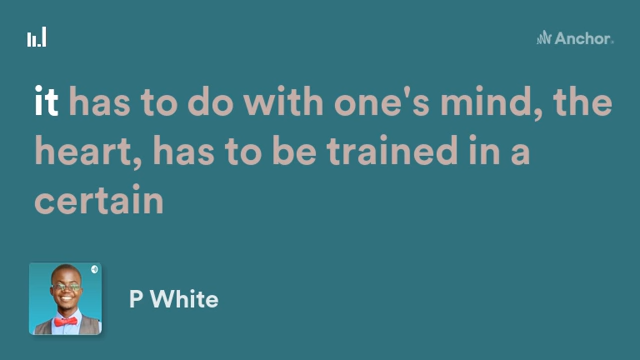 Anchor
it has to do with one's mind, the
heart, has to be trained in a
certain
P White